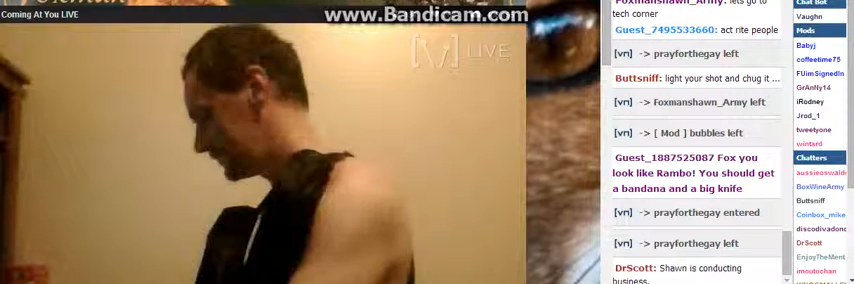 Coming At You LIVE
www.Bandicam.com
[V] LIVE
Foxmanshawn_Army: lets go to
tech corner
Guest_7495533660: act rite people
[vn] -> prayforthegay left
Buttsniff: light your shot and chug it ...
[vn] -> Foxmanshawn_Army left
[vn] -> [ Mod ] bubbles left
Guest_1887525087 Fox you
look like Rambo! You should get
a bandana and a big knife
[vn] -> prayforthegay entered
[vn] -> prayforthegay left
DrScott: Shawn is conducting
business.
Chat Bot
Vaughn
Mods
Babyj
coffeetime75
FUimSignedIn
GrAnNy14
iRodney
Jrod_1
tweetyone
wintard
Chatters
aussieoswald
BoxWineArmy
Buttsniff
Coinbox_mike
discodivadon
DrScott
EnjoyTheMent
imoutochan